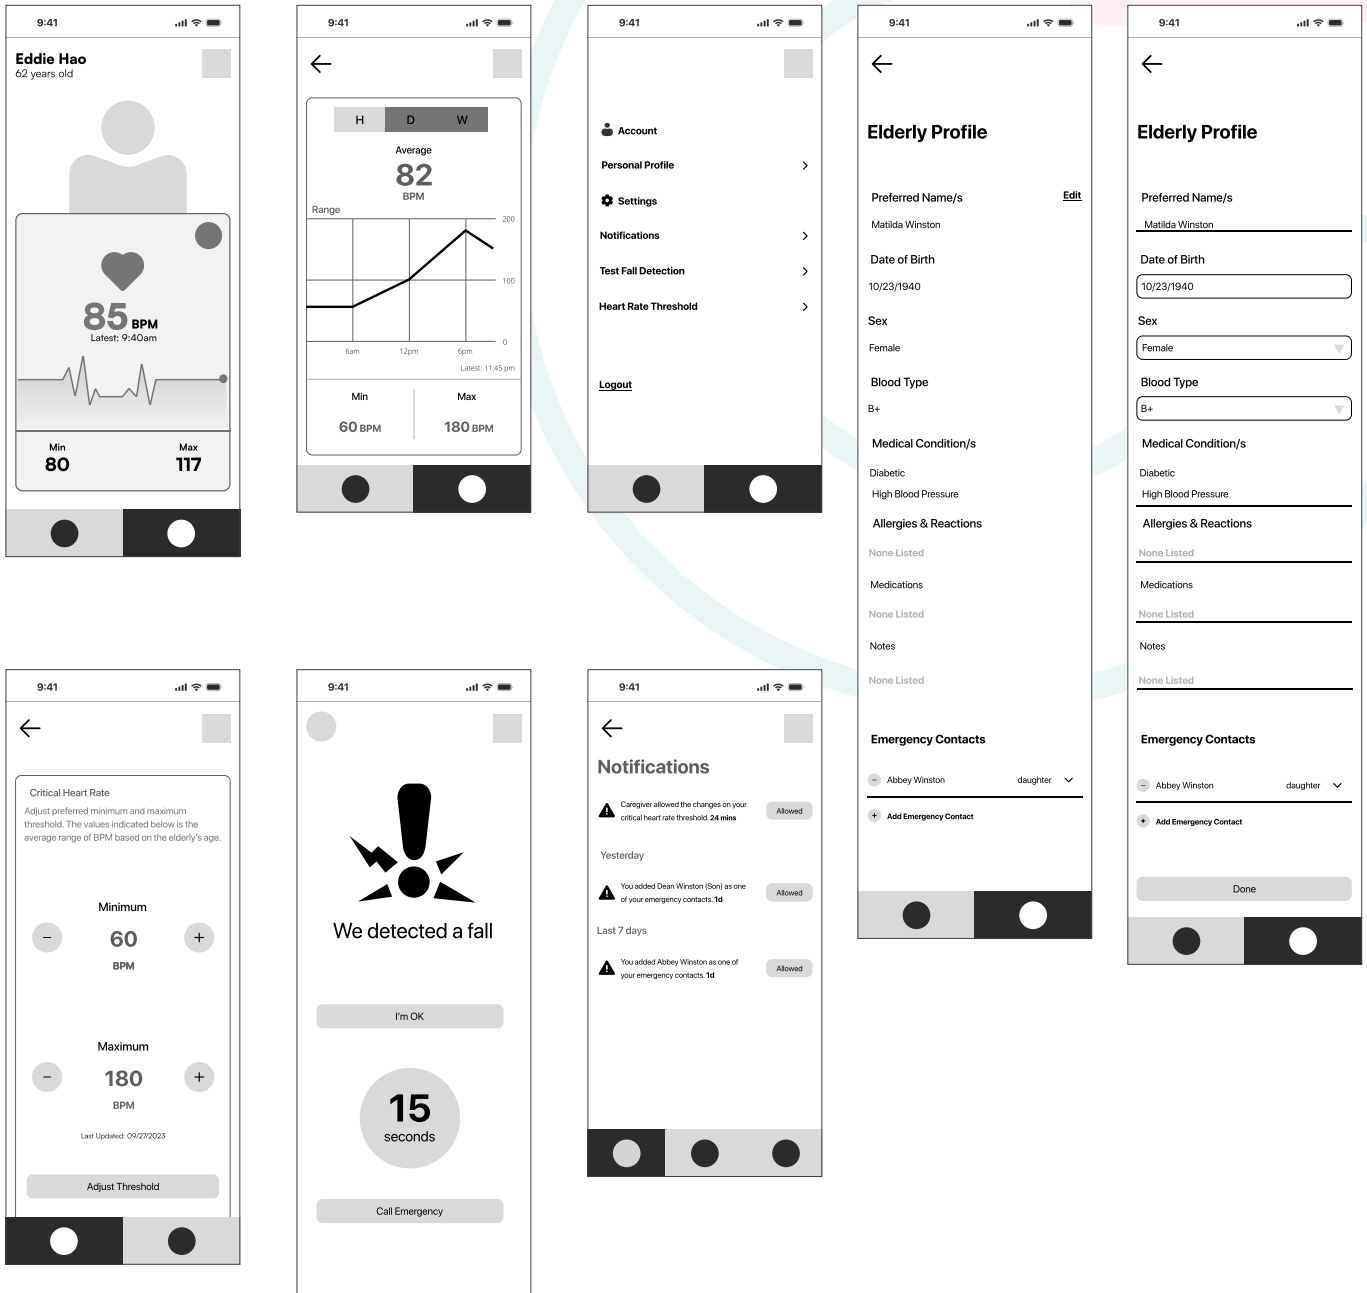 9:41
Eddie Hao
62 years old
85 BPM
Latest: 9:40am
Min
80
Max
117
9:41
H D W
Average
82
BPM
Range
200
100
0
6am 12pm 6pm
Latest: 11:45 pm
Min
60 BPM
Max
180 BPM
9:41
Account
Personal Profile
Settings
Notifications
Test Fall Detection
Heart Rate Threshold
Logout
9:41
Elderly Profile
Preferred Name/s Edit
Matilda Winston
Date of Birth
10/23/1940
Sex
Female
Blood Type
B+
Medical Condition/s
Diabetic
High Blood Pressure
Allergies & Reactions
None Listed
Medications
None Listed
Notes
None Listed
Emergency Contacts
Abbey Winston daughter
Add Emergency Contact
9:41
Elderly Profile
Preferred Name/s
Matilda Winston
Date of Birth
10/23/1940
Sex
Female
Blood Type
B+
Medical Condition/s
Diabetic
High Blood Pressure
Allergies & Reactions
None Listed
Medications
None Listed
Notes
None Listed
Emergency Contacts
Abbey Winston daughter
Add Emergency Contact
Done
9:41
Critical Heart Rate
Adjust preferred minimum and maximum
threshold. The values indicated below is the
average range of BPM based on the elderly's age.
Minimum
60
BPM
Maximum
180
BPM
Last Updated: 09/27/2023
Adjust Threshold
9:41
We detected a fall
I'm OK
15
seconds
Call Emergency
9:41
Notifications
Caregiver allowed the changes on your
critical heart rate threshold. 24 mins
Allowed
Yesterday
You added Dean Winston (Son) as one
of your emergency contacts. 1d
Allowed
Last 7 days
You added Abbey Winston as one of
your emergency contacts. 1d
Allowed